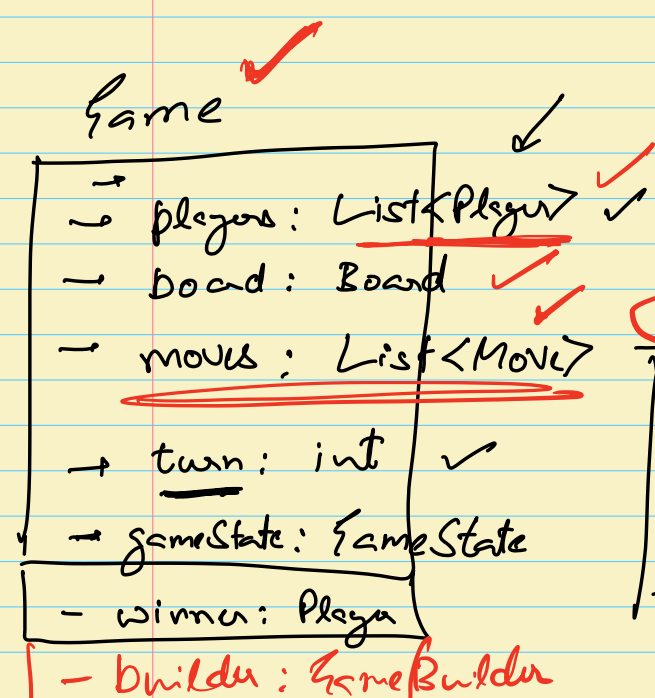 Game
- players: List<Player>
- board: Board
- moves: List<Move>
- turn: int
- gameState: GameState
- winner: Player
- builder: GameBuilder